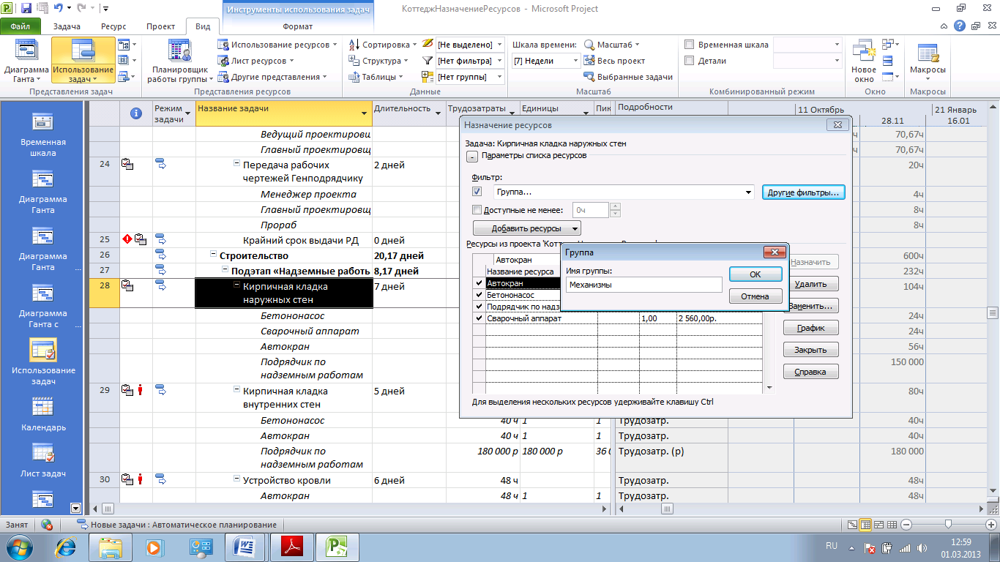 Инструменты использования задач
КоттеджНазначениеРесурсов - Microsoft Project
Файл Задача Ресурс Проект Вид Формат
Диаграмма Ганта
Использование задач
Планировщик работы группы
Использование ресурсов
Лист ресурсов
Другие представления
Сортировка
Структура
Таблицы
[Не выделено]
[Нет фильтра]
[Нет группы]
Шкала времени:
[7] Недели
Масштаб
Весь проект
Выбранные задачи
Временная шкала
Детали
Новое окно
Макросы
Представления задач Представления ресурсов Данные Масштаб Комбинированный режим Окно Макросы
Временная шкала
Диаграмма Ганта
Диаграмма Ганта ...
Диаграмма Ганта с ...
Использование задач
Календарь
Лист задач
Режим задачи Название задачи Длительность Трудозатраты Единицы Пик Подробности 11 Октябрь 21 Январь
28.11 16.01
Ведущий проектировщ ч 70,67ч
Главный проектировщ ч 70,67ч
24 Передача рабочих чертежей Генподрядчику 2 дней 20ч
Менеджер проекта 4ч
Главный проектировщ 8ч
Прораб 8ч
25 Крайний срок выдачи РД 0 дней
26 Строительство 20,17 дней 600ч
27 Подэтап «Надземные работь 8,17 дней 232ч
28 Кирпичная кладка наружных стен 7 дней 104ч
Бетононасос 24ч
Сварочный аппарат 24ч
Автокран 56ч
Подрядчик по надземным работам 150 000
29 Кирпичная кладка внутренних стен 5 дней 80ч
Бетононасос 40 ч 1 1 Трудозатр. 40ч
Автокран 40 ч 1 1 Трудозатр. 40ч
Подрядчик по надземным работам 180 000 р 180 000 р 36 0 Трудозатр. (р) 180 000
30 Устройство кровли 6 дней 48 ч Трудозатр. 48ч
Автокран 48 ч 1 1 Трудозатр. 48ч
Назначение ресурсов
Задача: Кирпичная кладка наружных стен
- Параметры списка ресурсов
Фильтр:
Группа...
Другие фильтры...
Доступные не менее: 0ч
Добавить ресурсы
Ресурсы из проекта 'Котт
Автокран
Название ресурса
Автокран
Бетононасос
Подрядчик по надз
Сварочный аппарат 1,00 2 560,00р.
Назначить
Удалить
Заменить...
График
Закрыть
Справка
Для выделения нескольких ресурсов удерживайте клавишу Ctrl
Группа
Имя группы:
Механизмы
ОК
Отмена
Занят Новые задачи : Автоматическое планирование
RU
12:59
01.03.2013